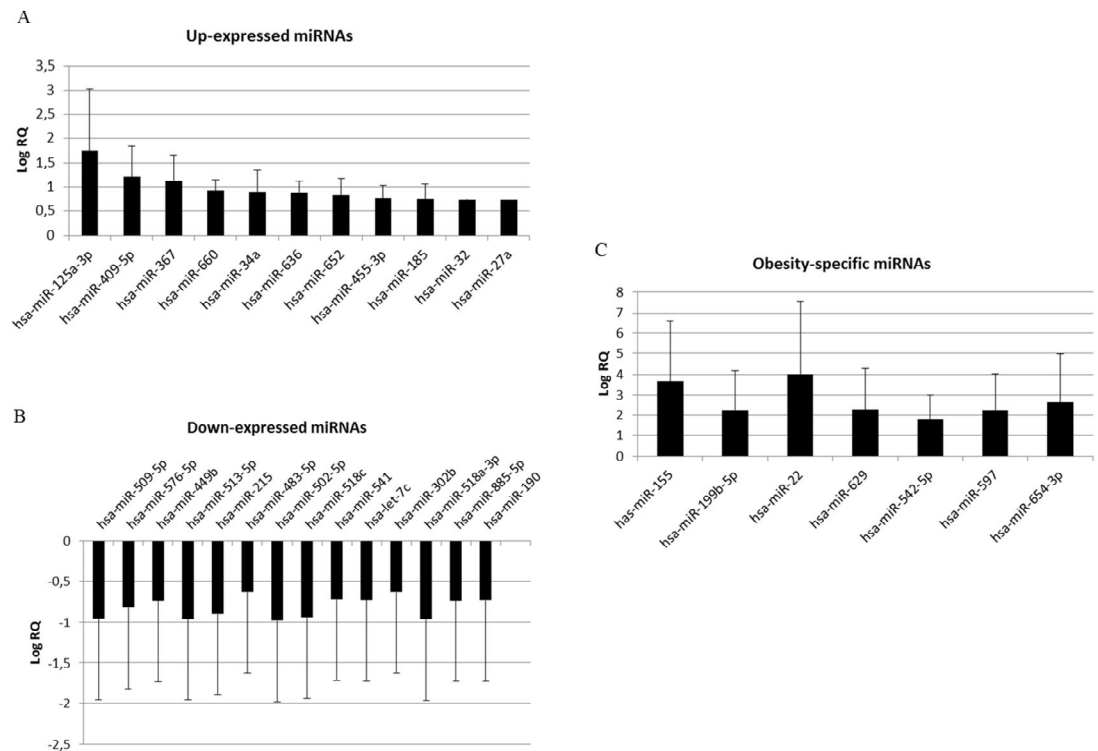 A
Up-expressed miRNAs
Log RQ
3,5
3
2,5
2
1,5
1
0,5
0
hsa-miR-125a-3p
hsa-miR-409-5p
hsa-miR-367
hsa-miR-660
hsa-miR-34a
hsa-miR-636
hsa-miR-652
hsa-miR-455-3p
hsa-miR-185
hsa-miR-32
hsa-miR-27a
B
Down-expressed miRNAs
hsa-miR-509-5p
hsa-miR-576-5p
hsa-miR-449b
hsa-miR-513-5p
hsa-miR-215
hsa-miR-483-5p
hsa-miR-502-5p
hsa-miR-518c
hsa-miR-541
hsa-let-7c
hsa-miR-302b
hsa-miR-518a-3p
hsa-miR-885-5p
hsa-miR-190
Log RQ
0
-0,5
-1
-1,5
-2
-2,5
C
Obesity-specific miRNAs
Log RQ
8
7
6
5
4
3
2
1
0
has-miR-155
hsa-miR-199b-5p
hsa-miR-22
hsa-miR-629
hsa-miR-542-5p
hsa-miR-597
hsa-miR-654-3p